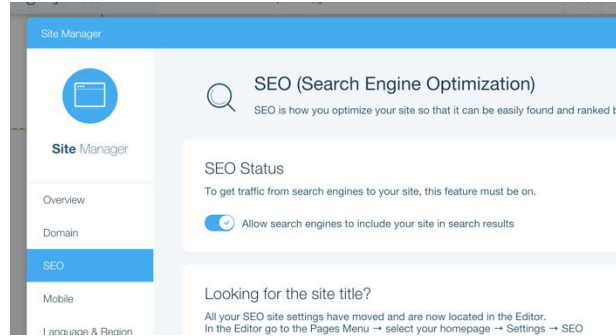 Site Manager
SEO (Search Engine Optimization)
SEO is how you optimize your site so that it can be easily found and ranked b
Site Manager
SEO Status
To get traffic from search engines to your site, this feature must be on.
Allow search engines to include your site in search results
Overview
Domain
SEO
Mobile
Language & Region
Looking for the site title?
All your SEO site settings have moved and are now located in the Editor.
In the Editor go to the Pages Menu → select your homepage → Settings → SEO